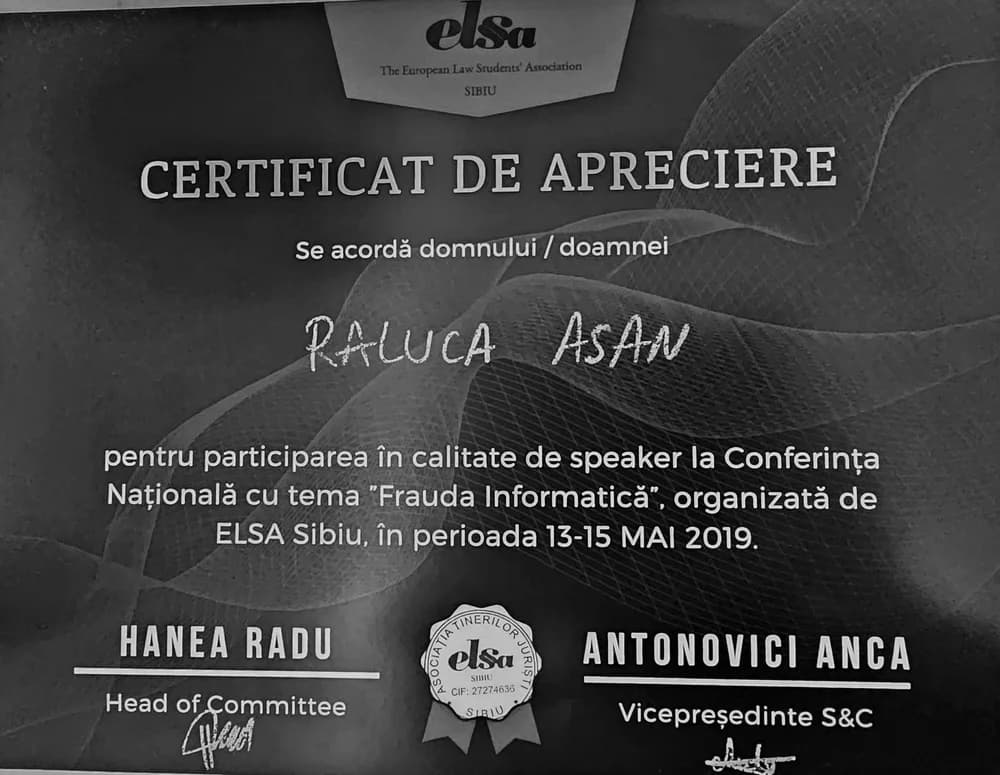 elsa
The European Law Students' Association
SIBIU
CERTIFICAT DE APRECIERE
Se acordă domnului / doamnei
RALUCA ASAN
pentru participarea în calitate de speaker la Conferința
Națională cu tema "Frauda Informatică", organizată de
ELSA Sibiu, în perioada 13-15 MAI 2019.
HANEA RADU
Head of Committee
ASOCIAȚIA TINERILOR JURIȘTI
elsa
SIBIU
CIF: 27274636
SIBIU
ANTONOVICI ANCA
Vicepreședinte S&C